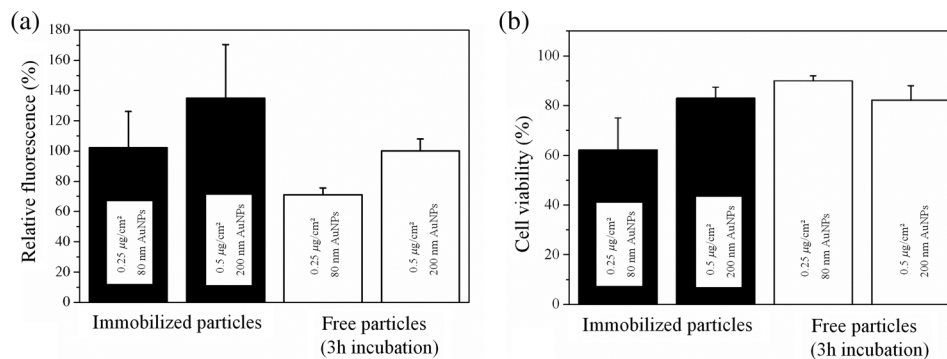 (a)
Relative fluorescence (%)
180
160
140
120
100
80
60
40
20
0
0.25 µg/cm²
80 nm AuNPs
0.5 µg/cm²
200 nm AuNPs
0.25 µg/cm²
80 nm AuNPs
0.5 µg/cm²
200 nm AuNPs
Immobilized particles
Free particles
(3h incubation)
(b)
Cell viability (%)
100
80
60
40
20
0
0.25 µg/cm²
80 nm AuNPs
0.5 µg/cm²
200 nm AuNPs
0.25 µg/cm²
80 nm AuNPs
0.5 µg/cm²
200 nm AuNPs
Immobilized particles
Free particles
(3h incubation)